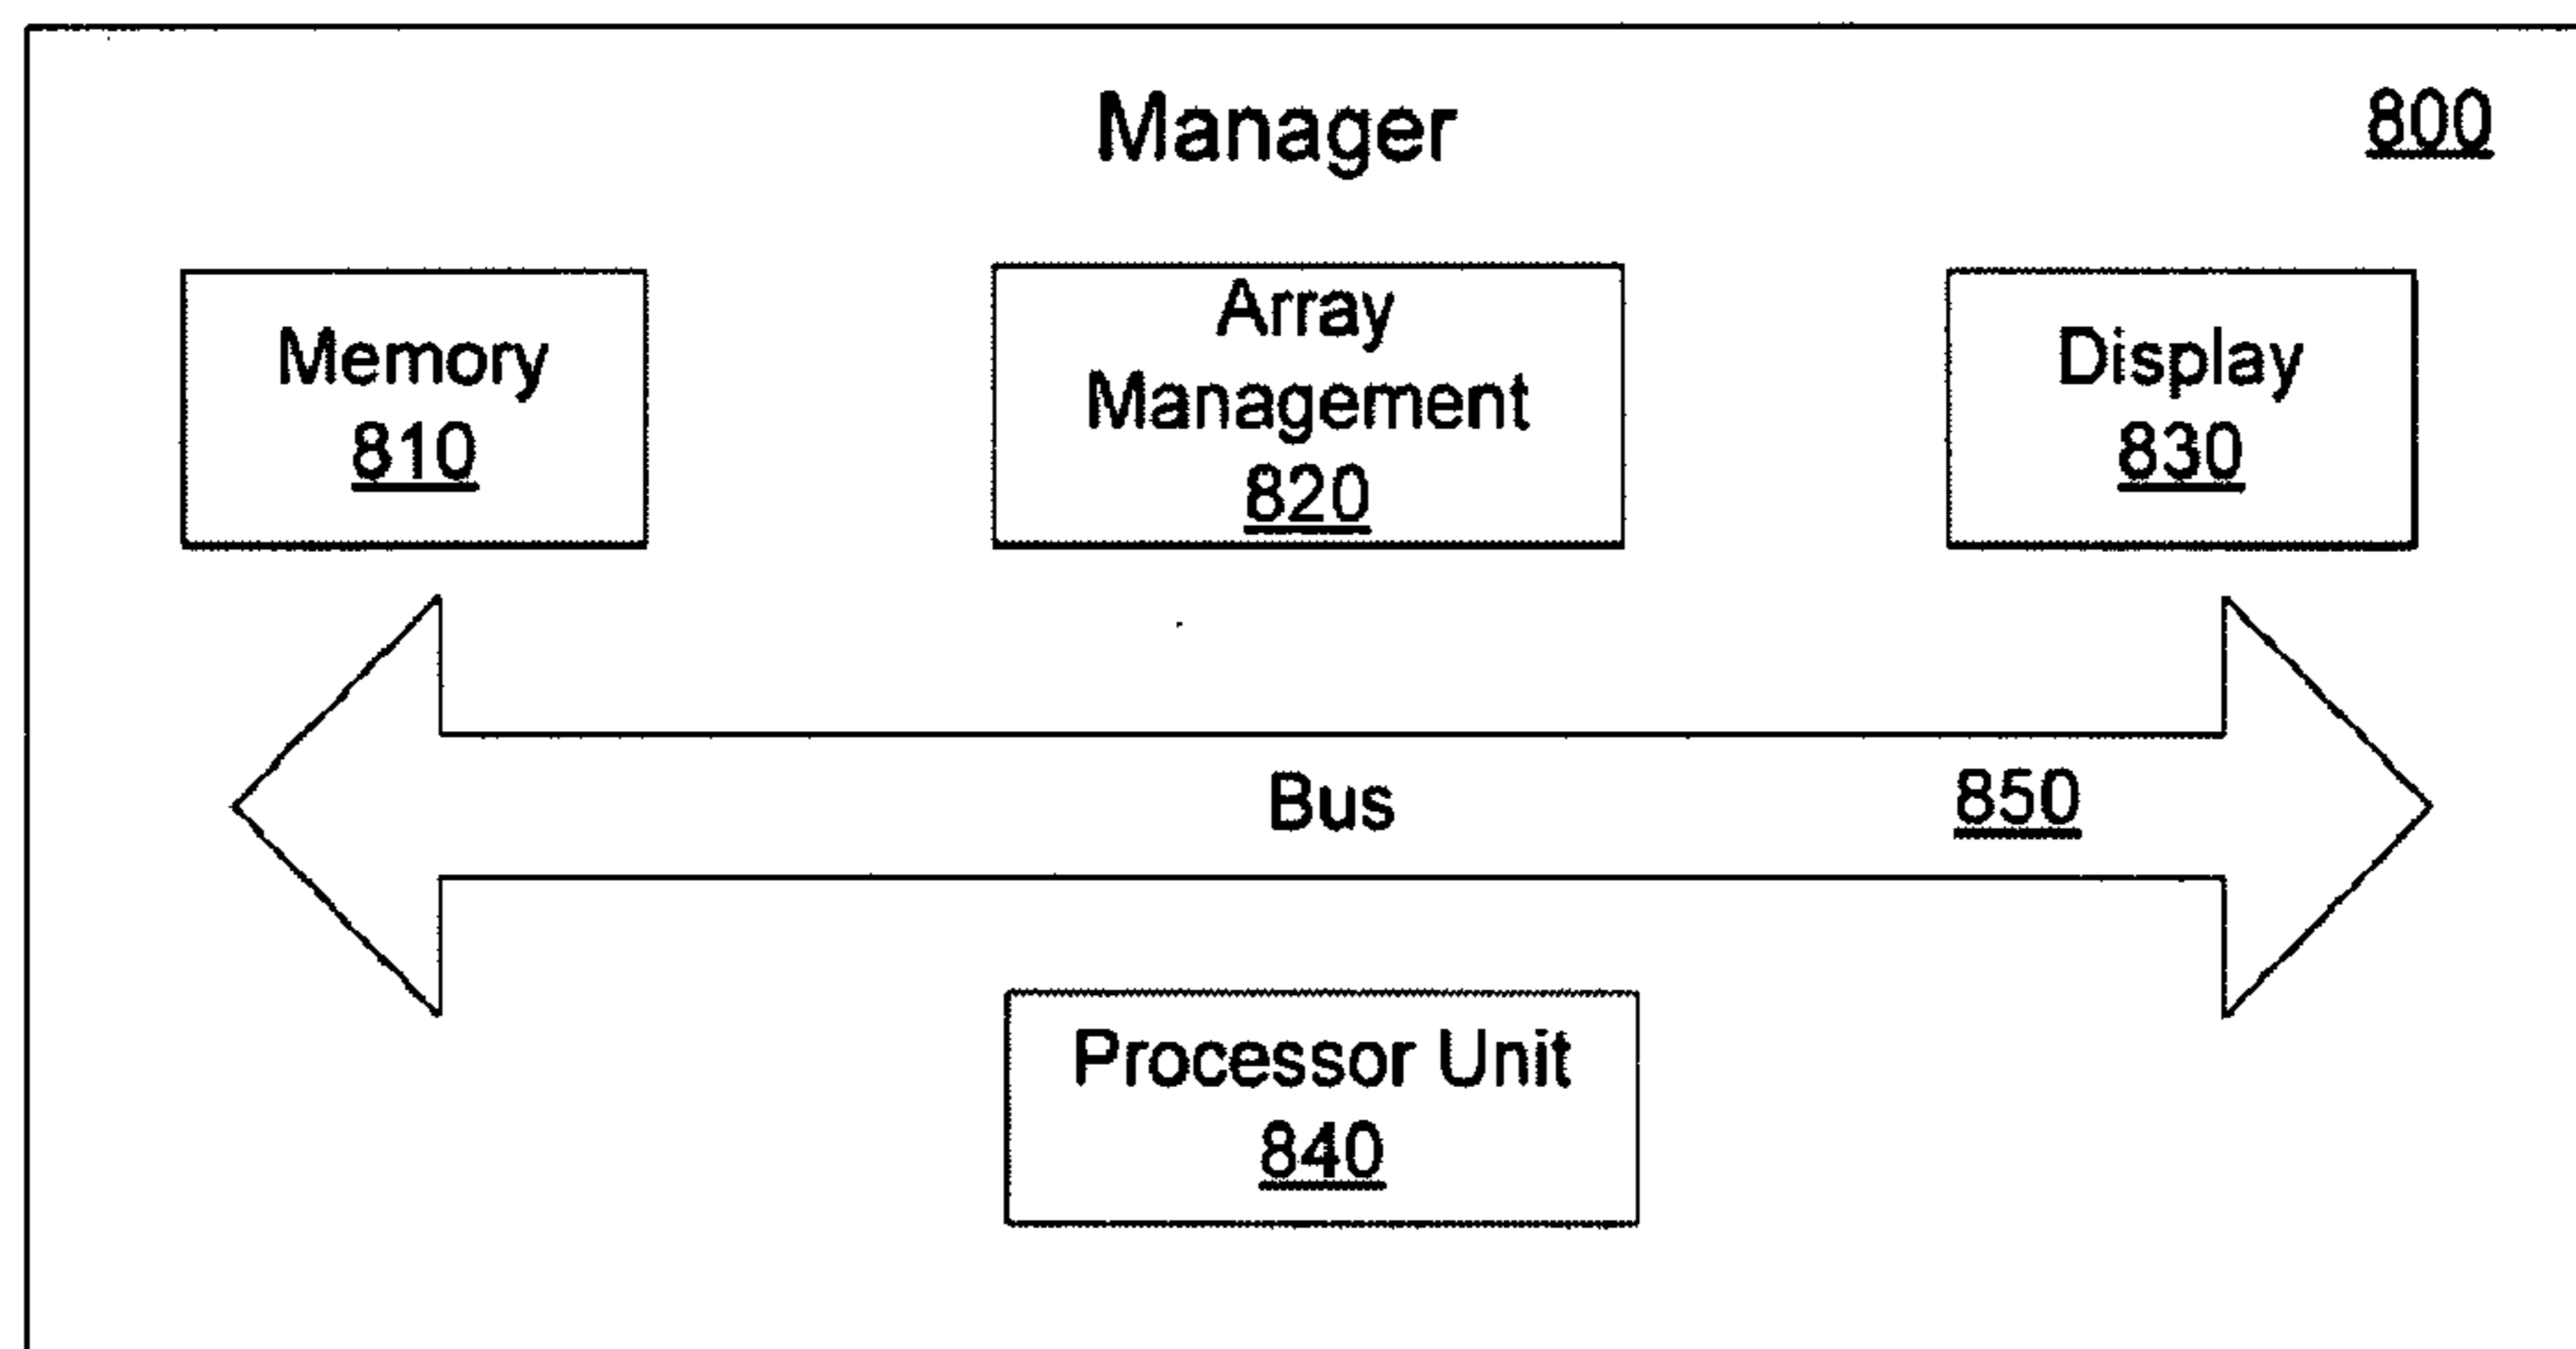 Manager
800
Memory
810
Array
Management
820
Display
830
Bus
850
Processor Unit
840